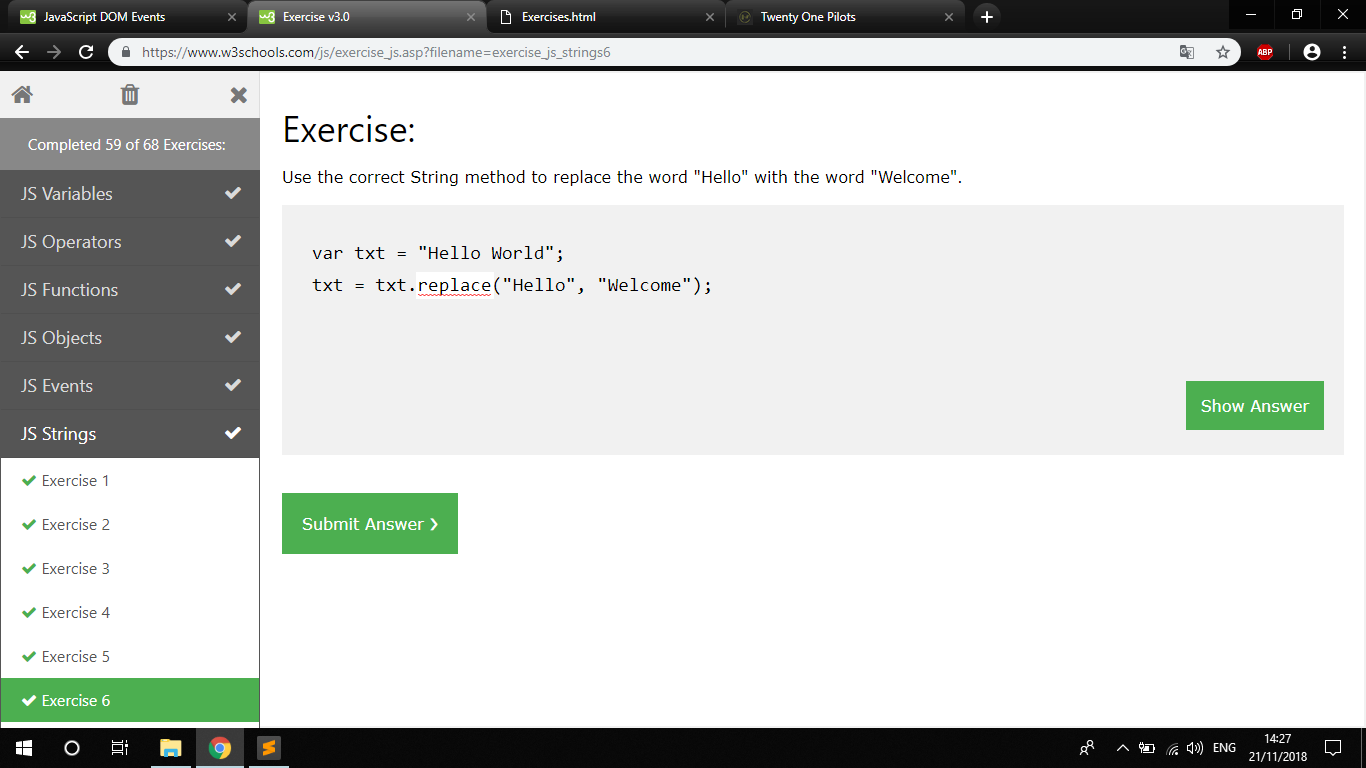 JavaScript DOM Events
Exercise v3.0
Exercises.html
Twenty One Pilots
https://www.w3schools.com/js/exercise_js.asp?filename=exercise_js_strings6
ABP
Completed 59 of 68 Exercises:
JS Variables
JS Operators
JS Functions
JS Objects
JS Events
JS Strings
Exercise 1
Exercise 2
Exercise 3
Exercise 4
Exercise 5
Exercise 6
Exercise:
Use the correct String method to replace the word "Hello" with the word "Welcome".
var txt = "Hello World";
txt = txt.replace("Hello", "Welcome");
Show Answer
Submit Answer ❯
ENG
14:27
21/11/2018